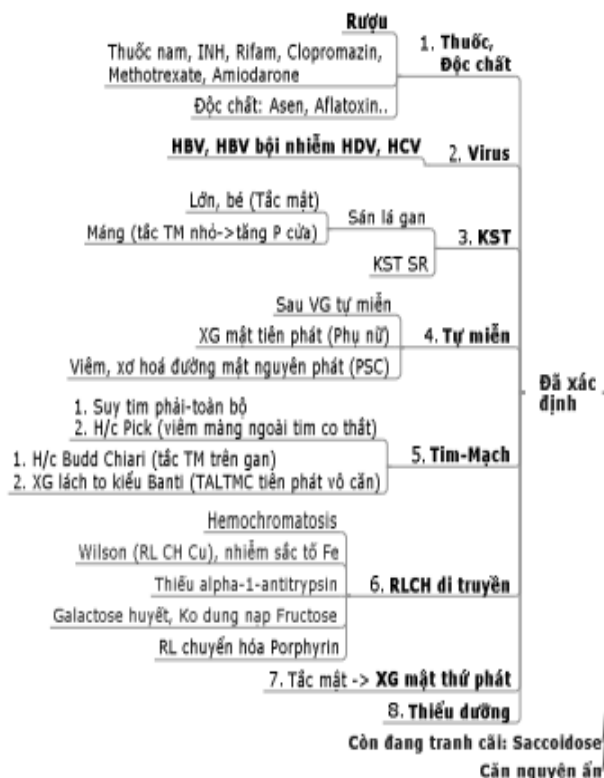 Rượu
Thuốc nam, INH, Rifam, Clopromazin,
Methotrexate, Amiodarone
Độc chất: Asen, Aflatoxin..
1. Thuốc,
Độc chất
HBV, HBV bội nhiễm HDV, HCV
2. Virus
Lớn, bé (Tắc mật)
Máng (tắc TM nhỏ->tăng P cửa)
Sán lá gan
KST SR
3. KST
Sau VG tự miễn
XG mật tiên phát (Phụ nữ)
Viêm, xơ hoá đường mật nguyên phát (PSC)
4. Tự miễn
Đã xác
định
1. Suy tim phải-toàn bộ
2. H/c Pick (viêm màng ngoài tim co thắt)
1. H/c Budd Chiari (tắc TM trên gan)
2. XG lách to kiểu Banti (TALTMC tiên phát vô căn)
5. Tim-Mạch
Hemochromatosis
Wilson (RL CH Cu), nhiễm sắc tố Fe
Thiếu alpha-1-antitrypsin
Galactose huyết, Ko dung nạp Fructose
RL chuyển hóa Porphyrin
6. RLCH di truyền
7. Tắc mật -> XG mật thứ phát
8. Thiểu dưỡng
Còn đang tranh cãi: Saccoidose
Căn nguyên ẩn